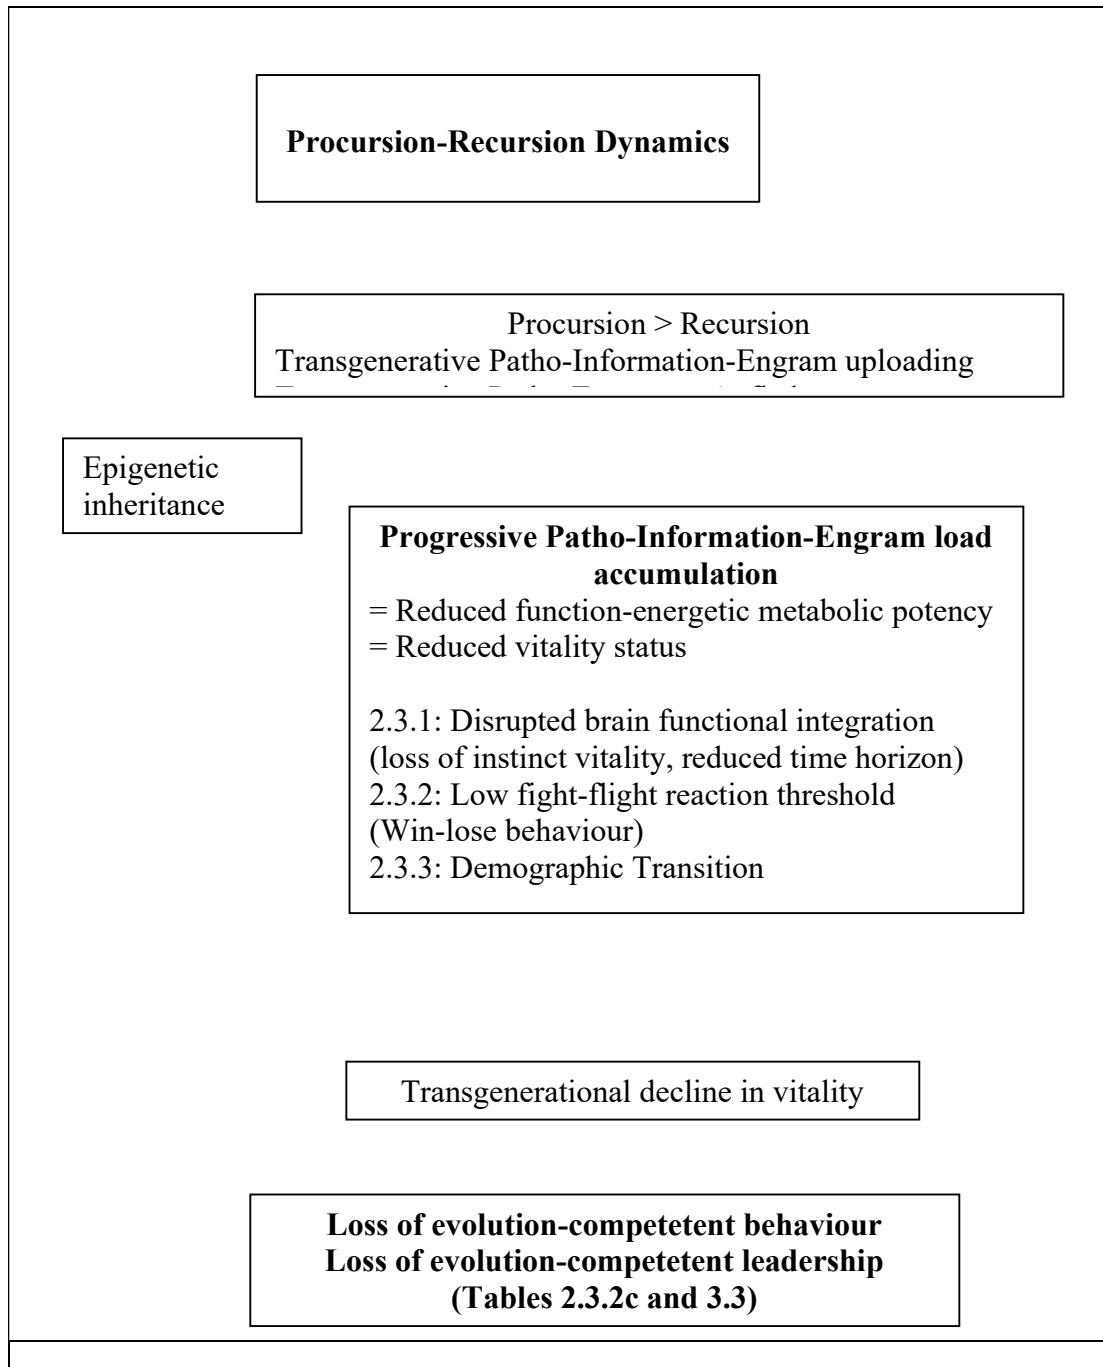 Procursion-Recursion Dynamics
Procursion > Recursion
Transgenerative Patho-Information-Engram uploading
Epigenetic
inheritance
Progressive Patho-Information-Engram load
accumulation
= Reduced function-energetic metabolic potency
= Reduced vitality status
2.3.1: Disrupted brain functional integration
(loss of instinct vitality, reduced time horizon)
2.3.2: Low fight-flight reaction threshold
(Win-lose behaviour)
2.3.3: Demographic Transition
Transgenerational decline in vitality
Loss of evolution-competetent behaviour
Loss of evolution-competetent leadership
(Tables 2.3.2c and 3.3)